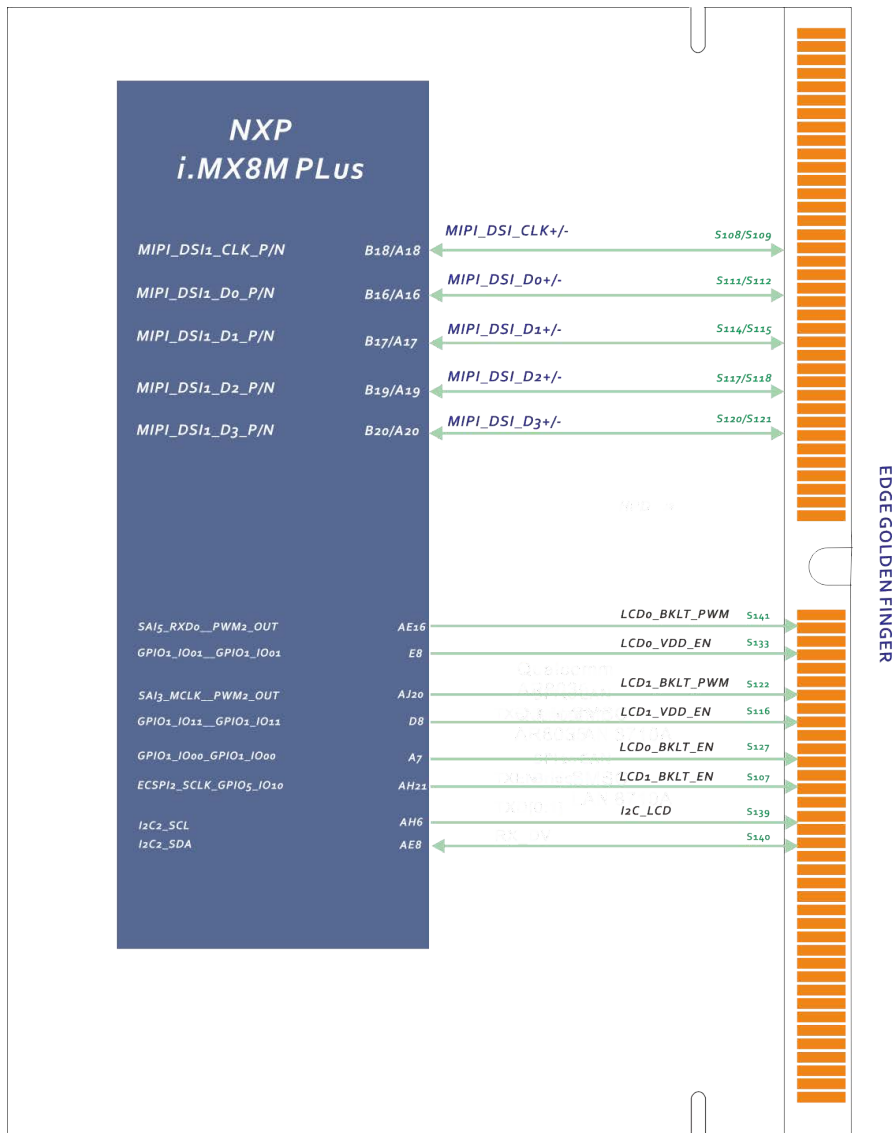 NXP
i.MX8M PLus
MIPI_DSI1_CLK_P/N B18/A18 MIPI_DSI_CLK+/- S108/S109
MIPI_DSI1_D0_P/N B16/A16 MIPI_DSI_D0+/- S111/S112
MIPI_DSI1_D1_P/N B17/A17 MIPI_DSI_D1+/- S114/S115
MIPI_DSI1_D2_P/N B19/A19 MIPI_DSI_D2+/- S117/S118
MIPI_DSI1_D3_P/N B20/A20 MIPI_DSI_D3+/- S120/S121
SAI5_RXD0__PWM2_OUT AE16 LCD0_BKLT_PWM S141
GPIO1_IO01__GPIO1_IO01 E8 LCD0_VDD_EN S133
SAI3_MCLK__PWM2_OUT AJ20 LCD1_BKLT_PWM S122
GPIO1_IO11__GPIO1_IO11 D8 LCD1_VDD_EN S116
GPIO1_IO00_GPIO1_IO00 A7 LCD0_BKLT_EN S127
ECSPI2_SCLK_GPIO5_IO10 AH21 LCD1_BKLT_EN S107
I2C2_SCL AH6 I2C_LCD S139
I2C2_SDA AE8 S140
EDGE GOLDEN FINGER